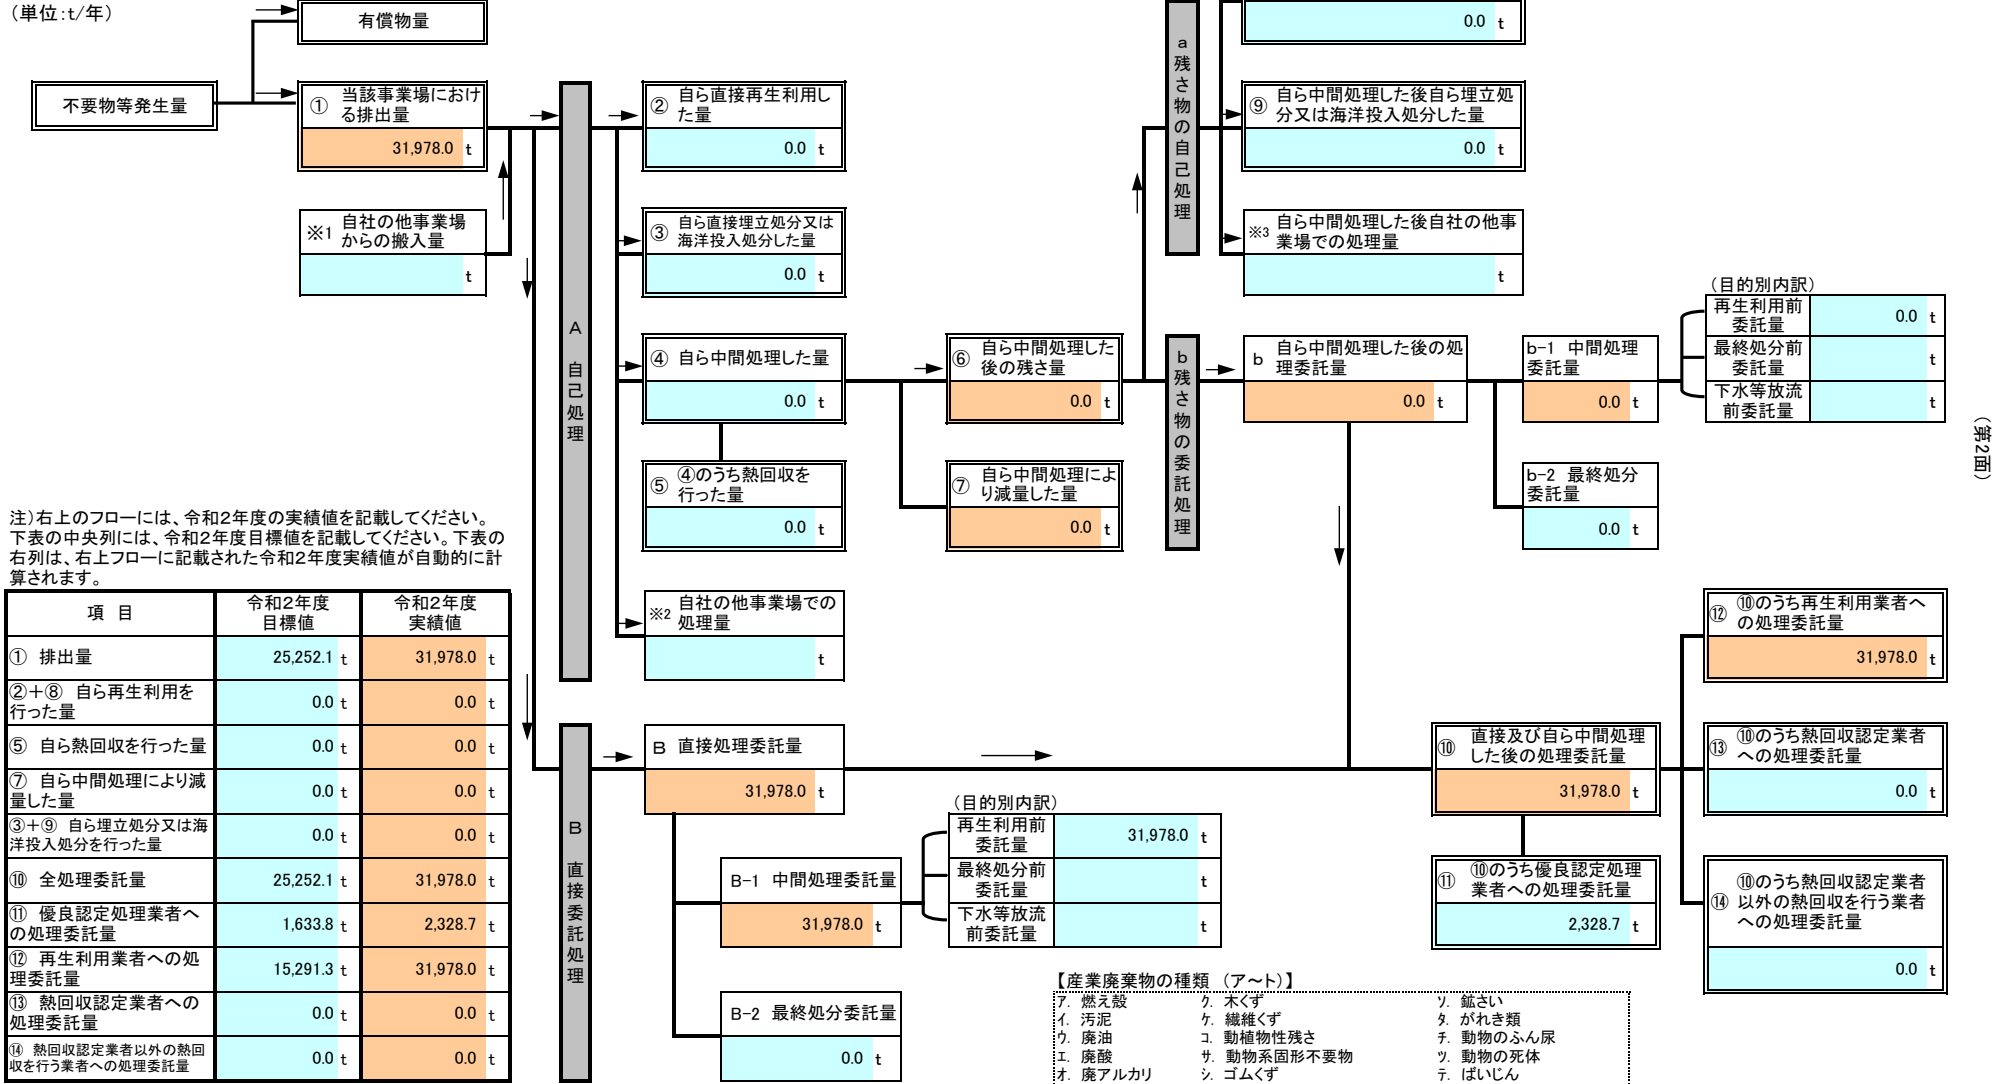 (単位:t/年)
有償物量
不要物等発生量
① 当該事業場におけ
る排出量
31,978.0 t
※1 自社の他事業場
からの搬入量
t
A 自己処理
② 自ら直接再生利用し
た量
0.0 t
③ 自ら直接埋立処分又は
海洋投入処分した量
0.0 t
④ 自ら中間処理した量
0.0 t
⑤ ④のうち熱回収を
行った量
0.0 t
※2 自社の他事業場での
処理量
t
⑥ 自ら中間処理した
後の残さ量
0.0 t
⑦ 自ら中間処理によ
り減量した量
0.0 t
a残さ物の自己処理
0.0 t
⑨ 自ら中間処理した後自ら埋立処
分又は海洋投入処分した量
0.0 t
※3 自ら中間処理した後自社の他事
業場での処理量
t
b残さ物の委託処理
b 自ら中間処理した後の処
理委託量
0.0 t
b-1 中間処理
委託量
0.0 t
b-2 最終処分
委託量
0.0 t
(目的別内訳)
再生利用前
委託量
0.0 t
最終処分前
委託量
t
下水等放流
前委託量
t
(第2面)
注)右上のフローには、令和2年度の実績値を記載してください。
下表の中央列には、令和2年度目標値を記載してください。下表の
右列は、右上フローに記載された令和2年度実績値が自動的に計
算されます。
項 目 令和2年度
目標値 令和2年度
実績値
① 排出量 25,252.1 t 31,978.0 t
②+⑧ 自ら再生利用を
行った量 0.0 t 0.0 t
⑤ 自ら熱回収を行った量 0.0 t 0.0 t
⑦ 自ら中間処理により減
量した量 0.0 t 0.0 t
③+⑨ 自ら埋立処分又は海
洋投入処分を行った量 0.0 t 0.0 t
⑩ 全処理委託量 25,252.1 t 31,978.0 t
⑪ 優良認定処理業者へ
の処理委託量 1,633.8 t 2,328.7 t
⑫ 再生利用業者への処
理委託量 15,291.3 t 31,978.0 t
⑬ 熱回収認定業者への
処理委託量 0.0 t 0.0 t
⑭ 熱回収認定業者以外の熱回
収を行う業者への処理委託量 0.0 t 0.0 t
B 直接委託処理
B 直接処理委託量
31,978.0 t
B-1 中間処理委託量
31,978.0 t
B-2 最終処分委託量
0.0 t
(目的別内訳)
再生利用前
委託量
31,978.0 t
最終処分前
委託量
t
下水等放流
前委託量
t
⑩ 直接及び自ら中間処理
した後の処理委託量
31,978.0 t
⑪ ⑩のうち優良認定処理
業者への処理委託量
2,328.7 t
⑫ ⑩のうち再生利用業者へ
の処理委託量
31,978.0 t
⑬ ⑩のうち熱回収認定業者
への処理委託量
0.0 t
⑭ ⑩のうち熱回収認定業者
以外の熱回収を行う業者
への処理委託量
0.0 t
【産業廃棄物の種類 (ア~ト)】
ア. 燃え殻 ク. 木くず ソ. 鉱さい
イ. 汚泥 ケ. 繊維くず タ. がれき類
ウ. 廃油 コ. 動植物性残さ チ. 動物のふん尿
エ. 廃酸 サ. 動物系固形不要物 ツ. 動物の死体
オ. 廃アルカリ シ. ゴムくず テ. ばいじん